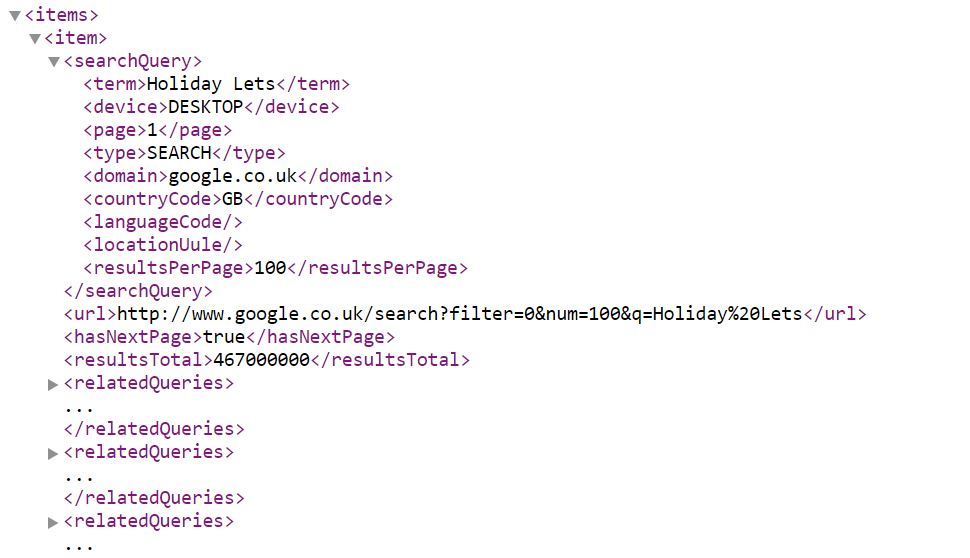 <items>
<item>
<searchQuery>
<term>Holiday Lets</term>
<device>DESKTOP</device>
<page>1</page>
<type>SEARCH</type>
<domain>google.co.uk</domain>
<countryCode>GB</countryCode>
<languageCode/>
<locationUule/>
<resultsPerPage>100</resultsPerPage>
</searchQuery>
<url>http://www.google.co.uk/search?filter=0&num=100&q=Holiday%20Lets</url>
<hasNextPage>true</hasNextPage>
<resultsTotal>467000000</resultsTotal>
<relatedQueries>
...
</relatedQueries>
<relatedQueries>
...
</relatedQueries>
<relatedQueries>
...